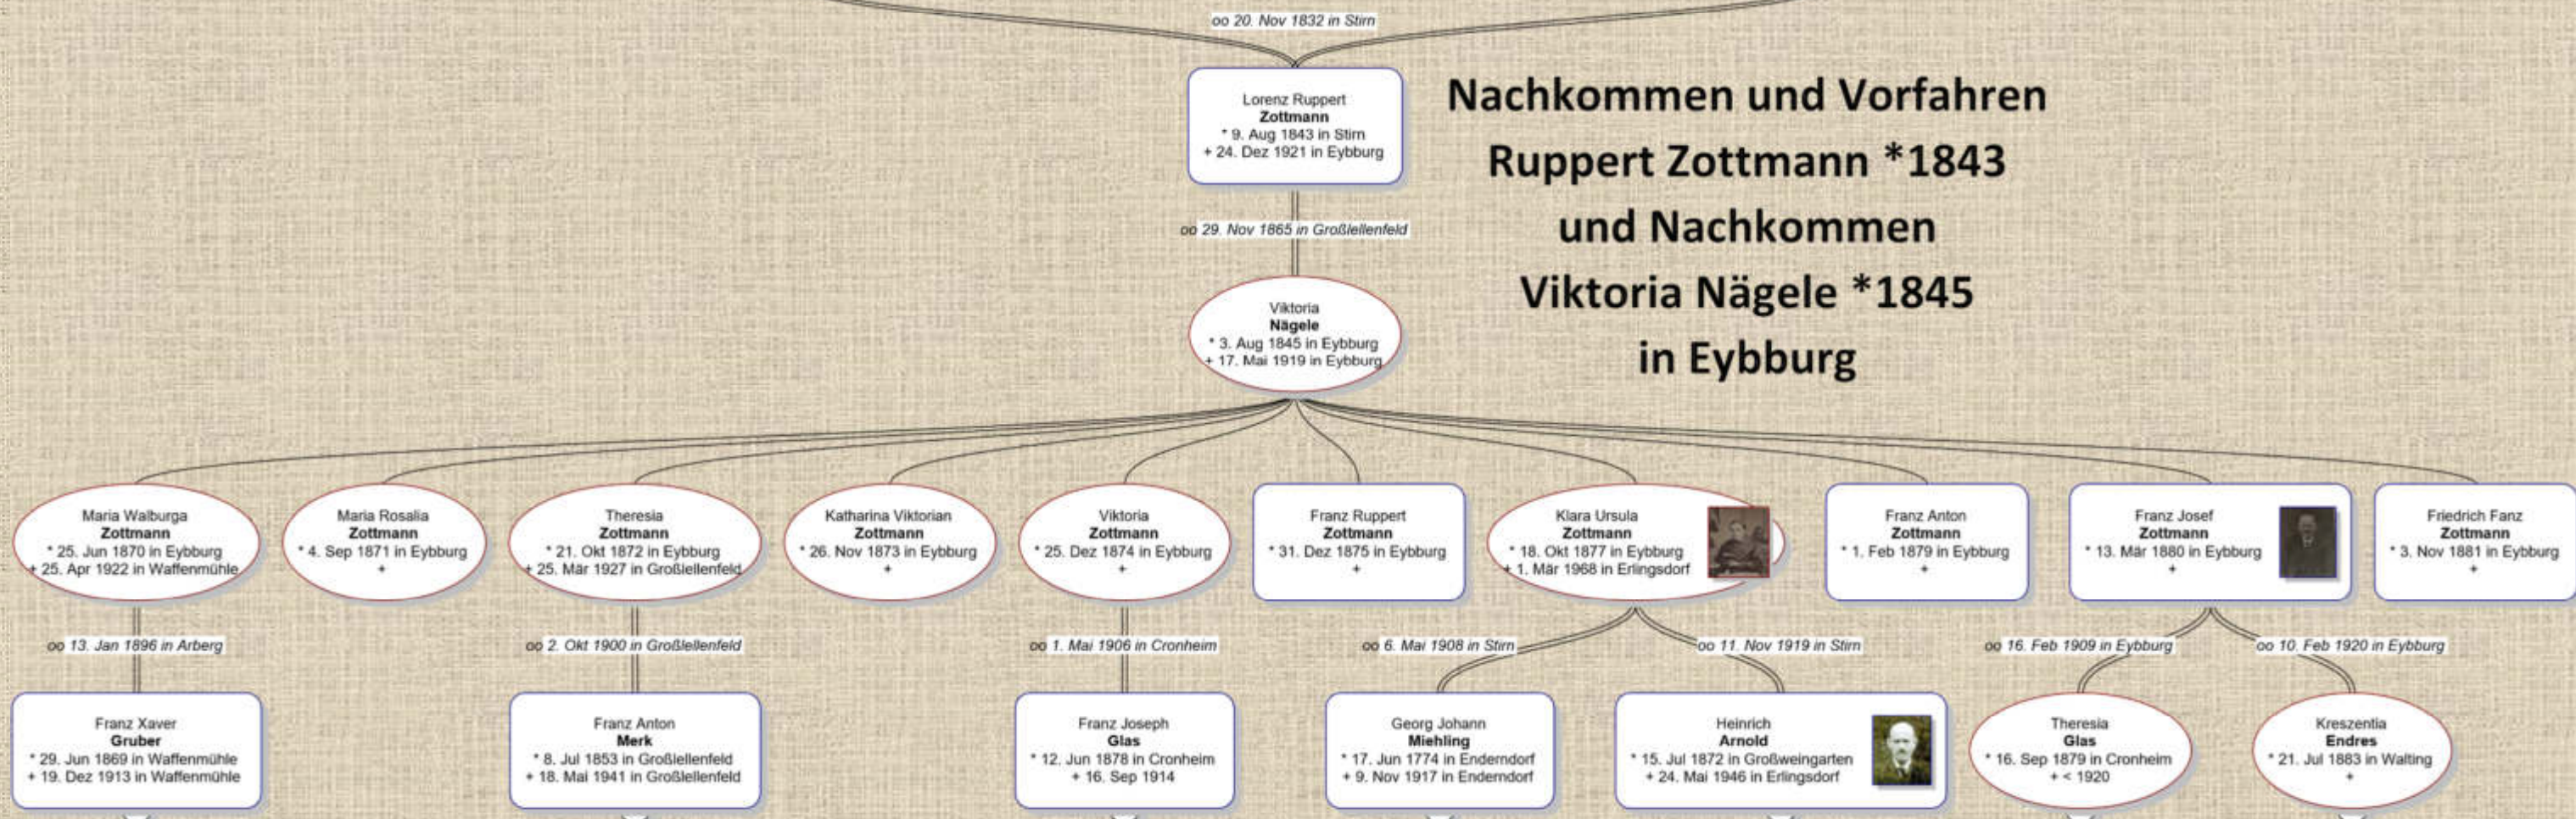 oo 20. Nov 1832 in Stirn
Lorenz Ruppert
Zottmann
* 9. Aug 1843 in Stirn
+ 24. Dez 1921 in Eybburg
Nachkommen und Vorfahren
Ruppert Zottmann *1843
und Nachkommen
Viktoria Nägele *1845
in Eybburg
oo 29. Nov 1865 in Großlellenfeld
Viktoria
Nägele
* 3. Aug 1845 in Eybburg
+ 17. Mai 1919 in Eybburg
Maria Walburga
Zottmann
* 25. Jun 1870 in Eybburg
+ 25. Apr 1922 in Waffenmühle
Maria Rosalia
Zottmann
* 4. Sep 1871 in Eybburg
+
Theresia
Zottmann
* 21. Okt 1872 in Eybburg
+ 25. Mär 1927 in Großlellenfeld
Katharina Viktorian
Zottmann
* 26. Nov 1873 in Eybburg
+
Viktoria
Zottmann
* 25. Dez 1874 in Eybburg
+
Franz Ruppert
Zottmann
* 31. Dez 1875 in Eybburg
+
Klara Ursula
Zottmann
* 18. Okt 1877 in Eybburg
+ 1. Mär 1968 in Erlingsdorf
Franz Anton
Zottmann
* 1. Feb 1879 in Eybburg
+
Franz Josef
Zottmann
* 13. Mär 1880 in Eybburg
+
Friedrich Fanz
Zottmann
* 3. Nov 1881 in Eybburg
+
oo 13. Jan 1896 in Arberg
oo 2. Okt 1900 in Großlellenfeld
oo 1. Mai 1906 in Cronheim
oo 6. Mai 1908 in Stirn
oo 11. Nov 1919 in Stirn
oo 16. Feb 1909 in Eybburg
oo 10. Feb 1920 in Eybburg
Franz Xaver
Gruber
* 29. Jun 1869 in Waffenmühle
+ 19. Dez 1913 in Waffenmühle
Franz Anton
Merk
* 8. Jul 1853 in Großlellenfeld
+ 18. Mai 1941 in Großlellenfeld
Franz Joseph
Glas
* 12. Jun 1878 in Cronheim
+ 16. Sep 1914
Georg Johann
Miehling
* 17. Jun 1774 in Enderndorf
+ 9. Nov 1917 in Enderndorf
Heinrich
Arnold
* 15. Jul 1872 in Großweingarten
+ 24. Mai 1946 in Erlingsdorf
Theresia
Glas
* 16. Sep 1879 in Cronheim
+ < 1920
Kreszentia
Endres
* 21. Jul 1883 in Walting
+